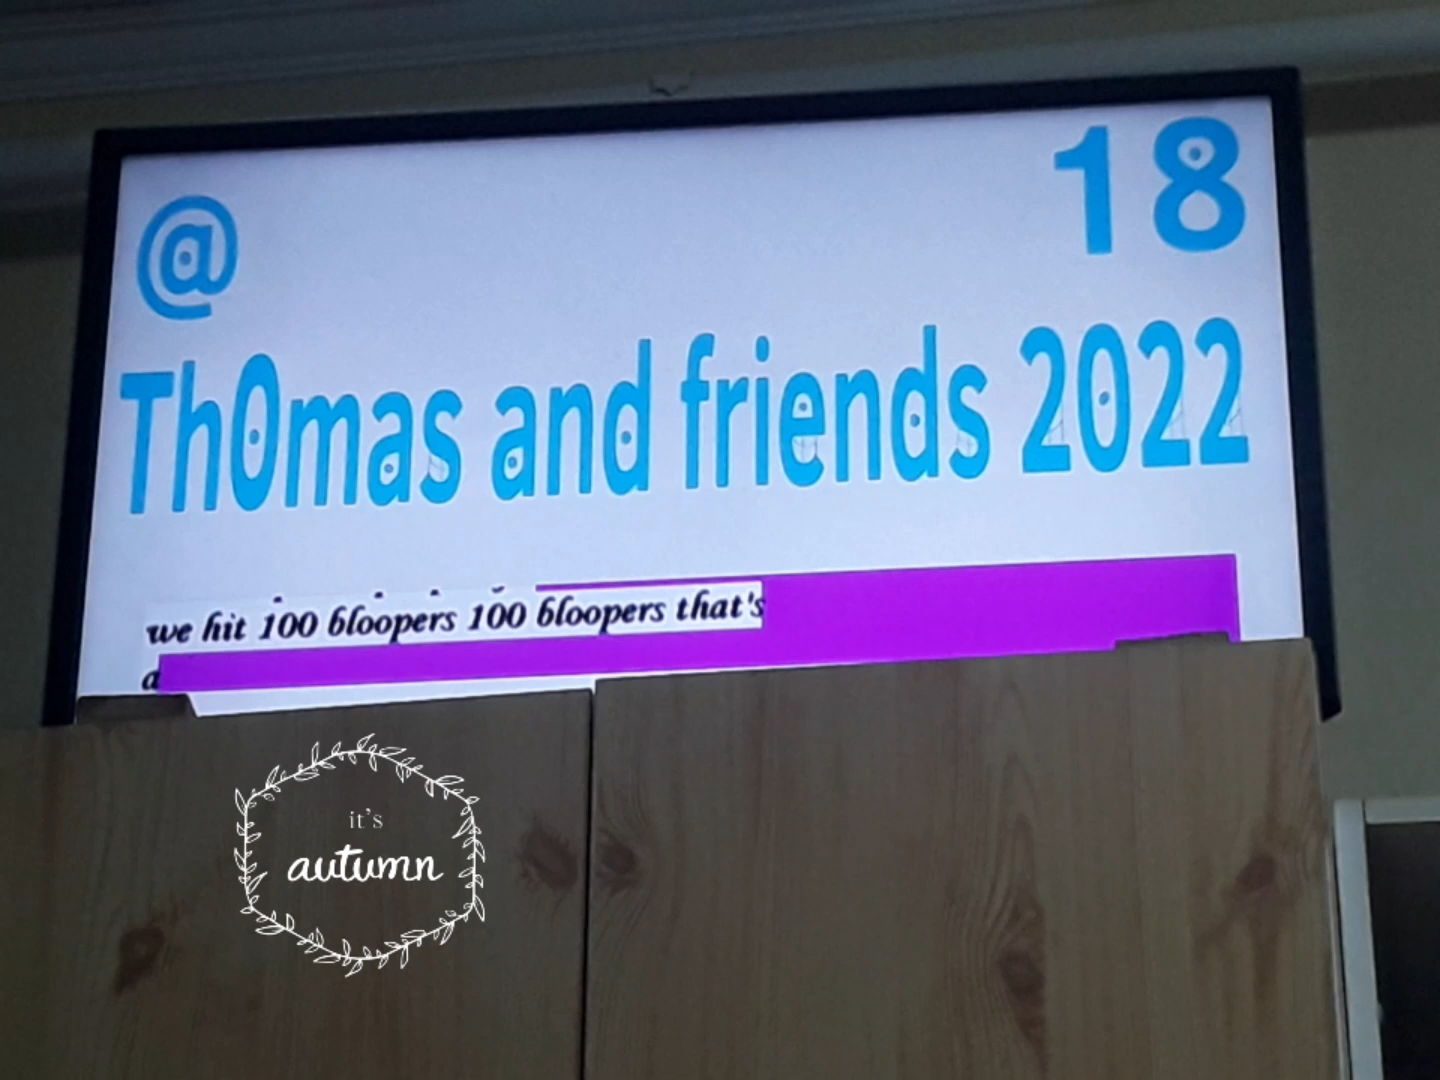 @
18
Th0mas and friends 2022
we hit 100 bloopers 100 bloopers that's
it's
autumn